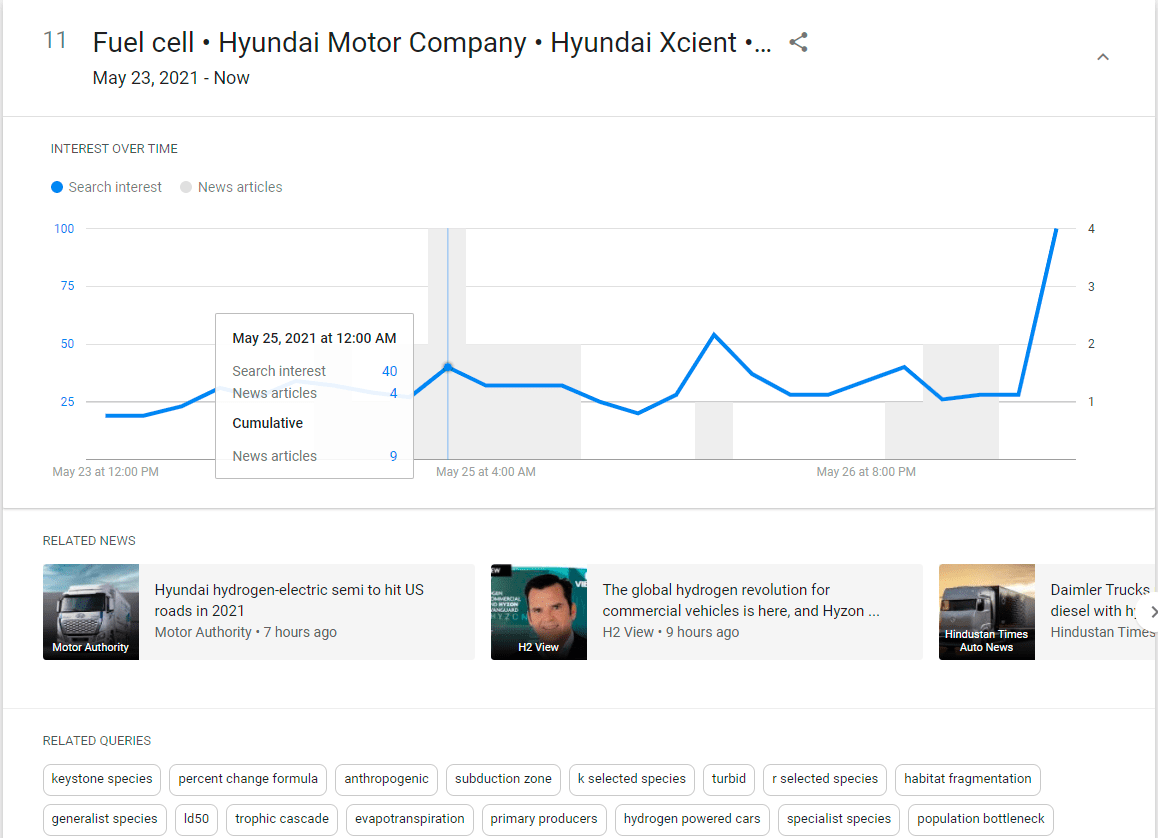 11
Fuel cell • Hyundai Motor Company • Hyundai Xcient •...
May 23, 2021 - Now
INTEREST OVER TIME
Search interest
News articles
100
75
50
25
4
3
2
1
May 25, 2021 at 12:00 AM
Search interest 40
News articles 4
Cumulative
News articles 9
May 23 at 12:00 PM
May 25 at 4:00 AM
May 26 at 8:00 PM
RELATED NEWS
Motor Authority
Hyundai hydrogen-electric semi to hit US
roads in 2021
Motor Authority • 7 hours ago
H2 View
The global hydrogen revolution for
commercial vehicles is here, and Hyzon ...
H2 View • 9 hours ago
Hindustan Times
Auto News
Daimler Trucks
diesel with hy
Hindustan Times
RELATED QUERIES
keystone species percent change formula anthropogenic subduction zone k selected species turbid r selected species habitat fragmentation
generalist species ld50 trophic cascade evapotranspiration primary producers hydrogen powered cars specialist species population bottleneck